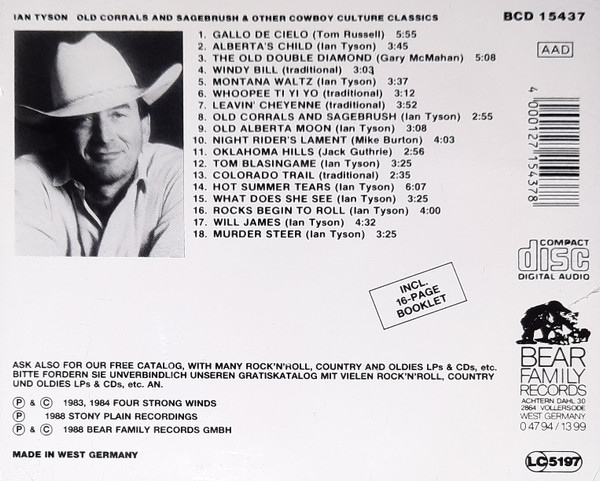 IAN TYSON OLD CORRALS AND SAGEBRUSH & OTHER COWBOY CULTURE CLASSICS
BCD 15437
AAD
1. GALLO DE CIELO (Tom Russell) 5:55
2. ALBERTA'S CHILD (Ian Tyson) 3:45
3. THE OLD DOUBLE DIAMOND (Gary McMahan) 5:08
4. WINDY BILL (traditional) 3:03
5. MONTANA WALTZ (Ian Tyson) 3:37
6. WHOOPEE TI YI YO (traditional) 3:12
7. LEAVIN' CHEYENNE (traditional) 3:52
8. OLD CORRALS AND SAGEBRUSH (Ian Tyson) 2:55
9. OLD ALBERTA MOON (Ian Tyson) 3:08
10. NIGHT RIDER'S LAMENT (Mike Burton) 4:03
11. OKLAHOMA HILLS (Jack Guthrie) 2:56
12. TOM BLASINGAME (Ian Tyson) 3:25
13. COLORADO TRAIL (traditional) 2:35
14. HOT SUMMER TEARS (Ian Tyson) 6:07
15. WHAT DOES SHE SEE (Ian Tyson) 3:25
16. ROCKS BEGIN TO ROLL (Ian Tyson) 4:00
17. WILL JAMES (Ian Tyson) 4:32
18. MURDER STEER (Ian Tyson) 3:25
4 000127 154378
COMPACT
disc
DIGITAL AUDIO
INCL.
16-PAGE
BOOKLET
BEAR
FAMILY
RECORDS
ACHTERN DAHL 30
2864 VOLLERSODE
WEST GERMANY
0 47 94 / 13 99
ASK ALSO FOR OUR FREE CATALOG, WITH MANY ROCK'N'ROLL, COUNTRY AND OLDIES LPs & CDs, etc.
BITTE FORDERN SIE UNVERBINDLICH UNSEREN GRATISKATALOG MIT VIELEN ROCK'N'ROLL, COUNTRY
UND OLDIES LPs & CDs, etc. AN.
Ⓟ & Ⓒ 1983, 1984 FOUR STRONG WINDS
Ⓟ 1988 STONY PLAIN RECORDINGS
Ⓟ & Ⓒ 1988 BEAR FAMILY RECORDS GMBH
MADE IN WEST GERMANY
LC 5197